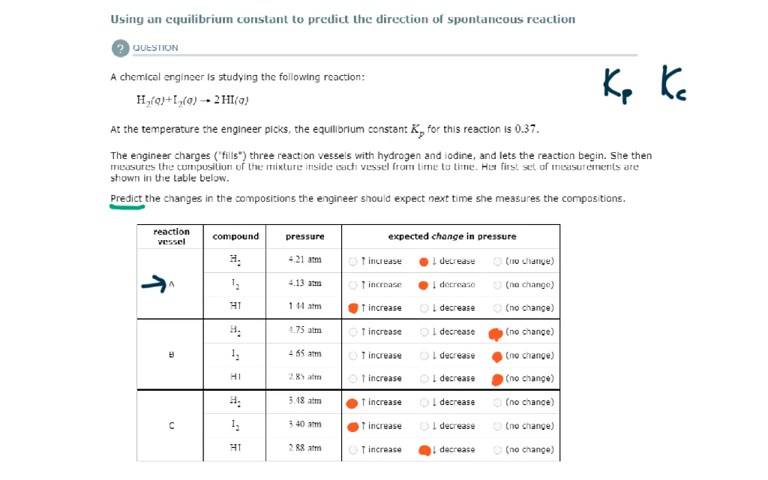 Using an equilibrium constant to predict the direction of spontaneous reaction
? QUESTION
Kp Kc
A chemical engineer is studying the following reaction:
H₂(g)+I₂(g) → 2 HI(g)
At the temperature the engineer picks, the equilibrium constant Kp for this reaction is 0.37.
The engineer charges ("fills") three reaction vessels with hydrogen and iodine, and lets the reaction begin. She then
measures the composition of the mixture inside each vessel from time to time. Her first set of measurements are
shown in the table below.
Predict the changes in the compositions the engineer should expect next time she measures the compositions.
reaction vessel compound pressure expected change in pressure
H₂ 4.21 atm ↑ increase ↓ decrease (no change)
A I₂ 4.13 atm ↑ increase ↓ decrease (no change)
HI 1.44 atm ↑ increase ↓ decrease (no change)
H₂ 4.75 atm ↑ increase ↓ decrease (no change)
B I₂ 4.65 atm ↑ increase ↓ decrease (no change)
HI 2.85 atm ↑ increase ↓ decrease (no change)
H₂ 3.48 atm ↑ increase ↓ decrease (no change)
C I₂ 3.40 atm ↑ increase ↓ decrease (no change)
HI 2.88 atm ↑ increase ↓ decrease (no change)